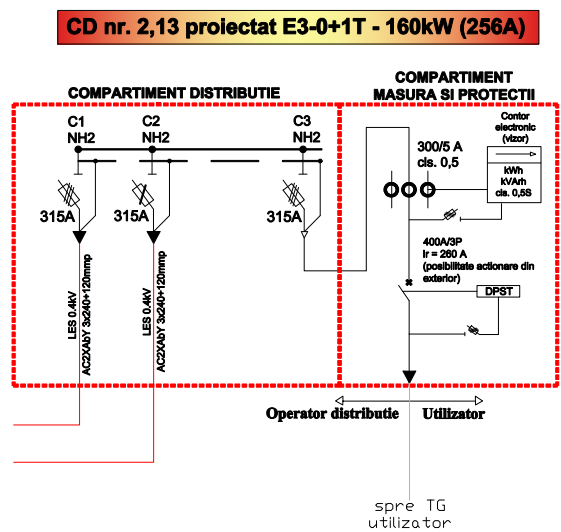 CD nr. 2,13 proiectat E3-0+1T - 160kW (256A)
COMPARTIMENT DISTRIBUTIE
COMPARTIMENT
MASURA SI PROTECTII
C1
NH2
C2
NH2
C3
NH2
315A
315A
315A
LES 0.4kV
AC2XAbY 3x240+120mmp
LES 0.4kV
AC2XAbY 3x240+120mmp
300/5 A
cls. 0,5
Contor
electronic
(vizor)
kWh
kVArh
cls. 0,5S
400A/3P
Ir = 260 A
(posibilitate actionare din
exterior)
DPST
Operator distributie
Utilizator
spre TG
utilizator